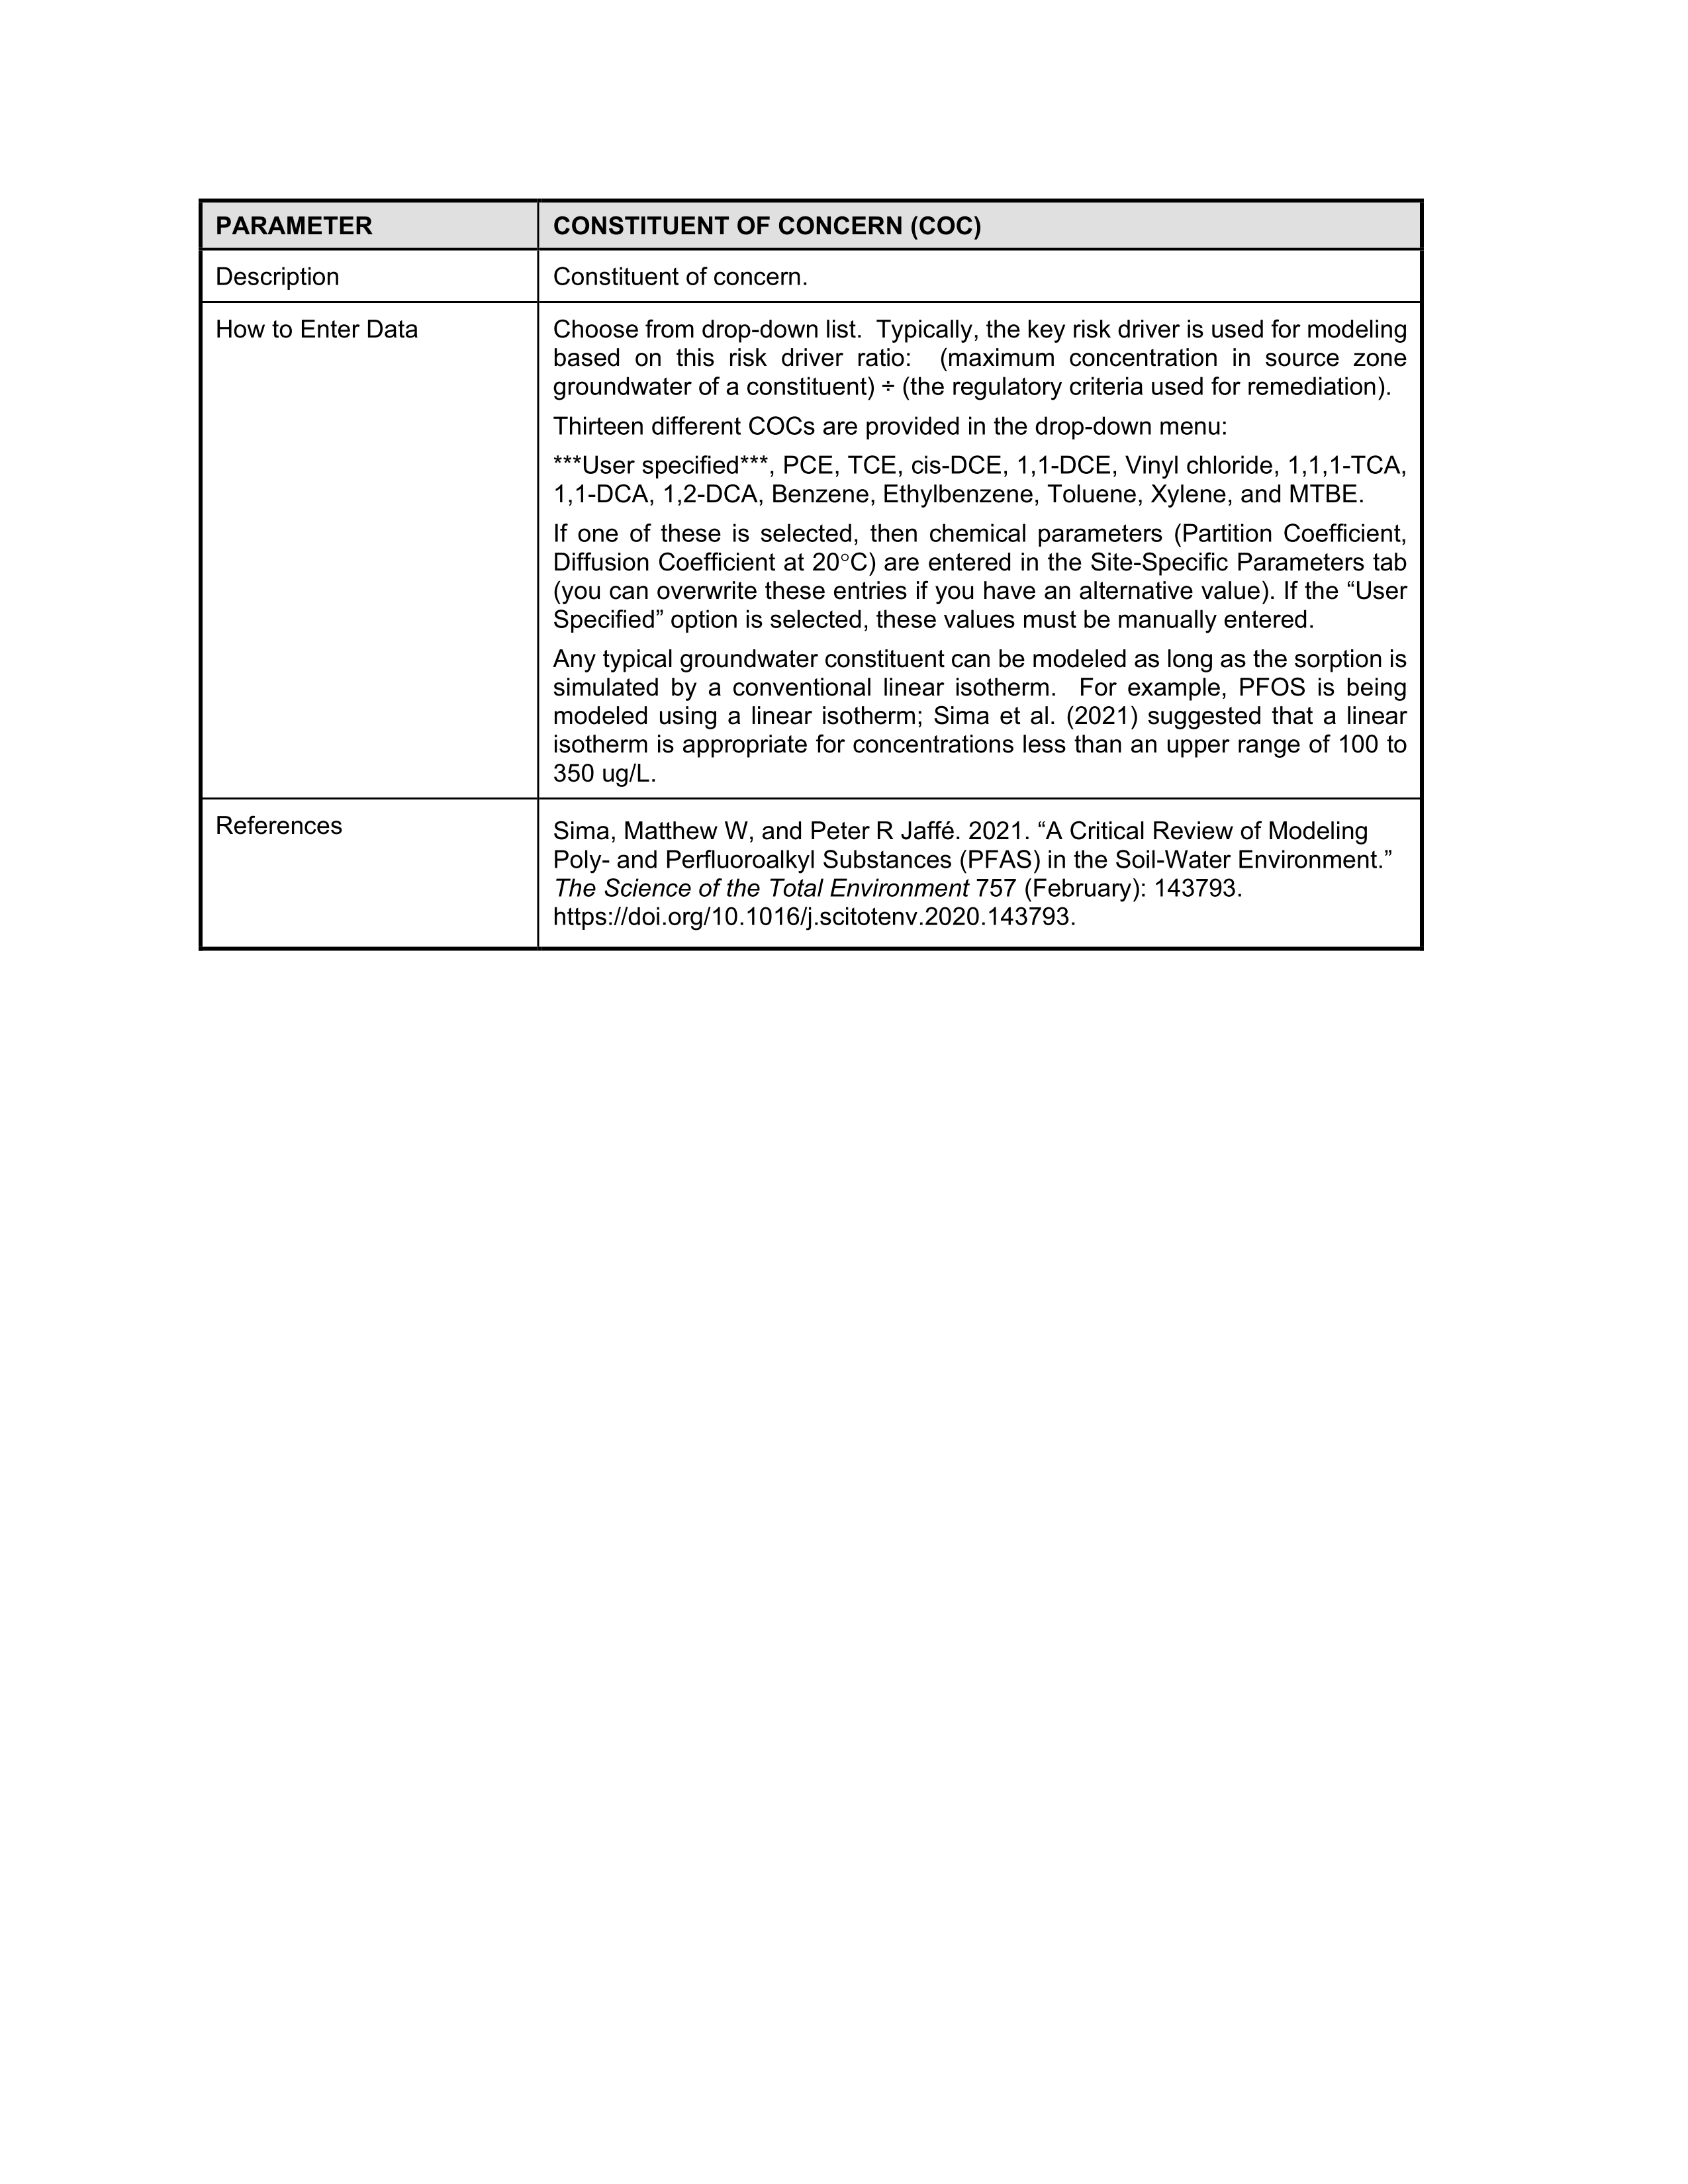 PARAMETER
CONSTITUENT OF CONCERN (COC)
Description
Constituent of concern.
How to Enter Data
Choose from drop-down list.  Typically, the key risk driver is used for modeling
based on this risk driver ratio:  (maximum concentration in source zone
groundwater of a constituent) ÷ (the regulatory criteria used for remediation).
Thirteen different COCs are provided in the drop-down menu:
***User specified***, PCE, TCE, cis-DCE, 1,1-DCE, Vinyl chloride, 1,1,1-TCA,
1,1-DCA, 1,2-DCA, Benzene, Ethylbenzene, Toluene, Xylene, and MTBE.
If one of these is selected, then chemical parameters (Partition Coefficient,
Diffusion Coefficient at 20°C) are entered in the Site-Specific Parameters tab
(you can overwrite these entries if you have an alternative value). If the “User
Specified” option is selected, these values must be manually entered.
Any typical groundwater constituent can be modeled as long as the sorption is
simulated by a conventional linear isotherm.  For example, PFOS is being
modeled using a linear isotherm; Sima et al. (2021) suggested that a linear
isotherm is appropriate for concentrations less than an upper range of 100 to
350 ug/L.
References
Sima, Matthew W, and Peter R Jaffé. 2021. “A Critical Review of Modeling
Poly- and Perfluoroalkyl Substances (PFAS) in the Soil-Water Environment.”
The Science of the Total Environment 757 (February): 143793.
https://doi.org/10.1016/j.scitotenv.2020.143793.